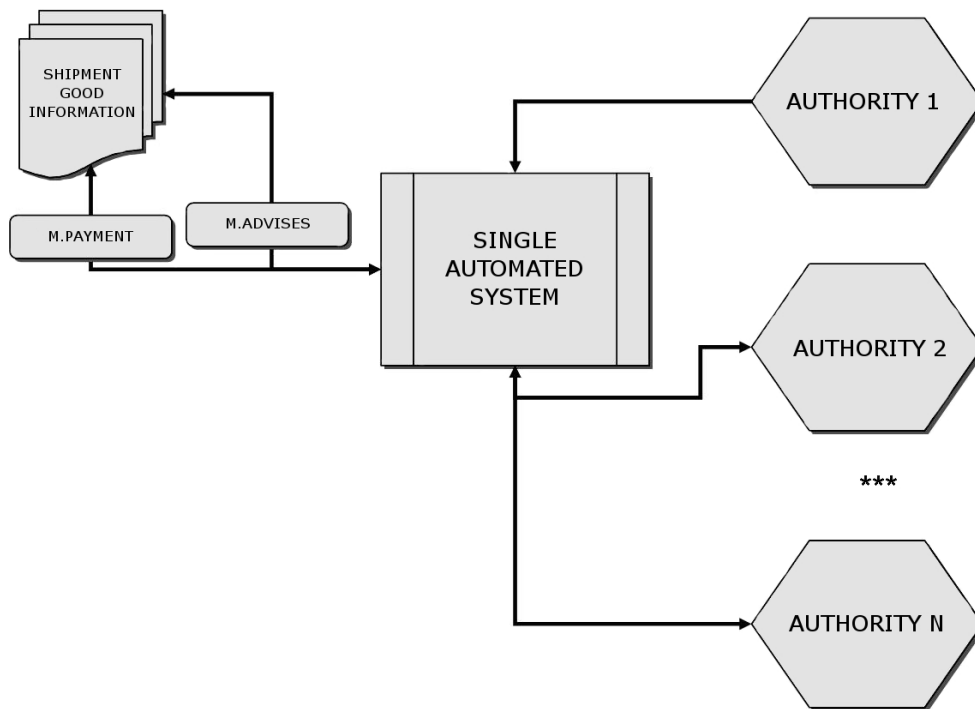 SHIPMENT
GOOD
INFORMATION
AUTHORITY 1
M.PAYMENT
M.ADVISES
SINGLE
AUTOMATED
SYSTEM
AUTHORITY 2
***
AUTHORITY N